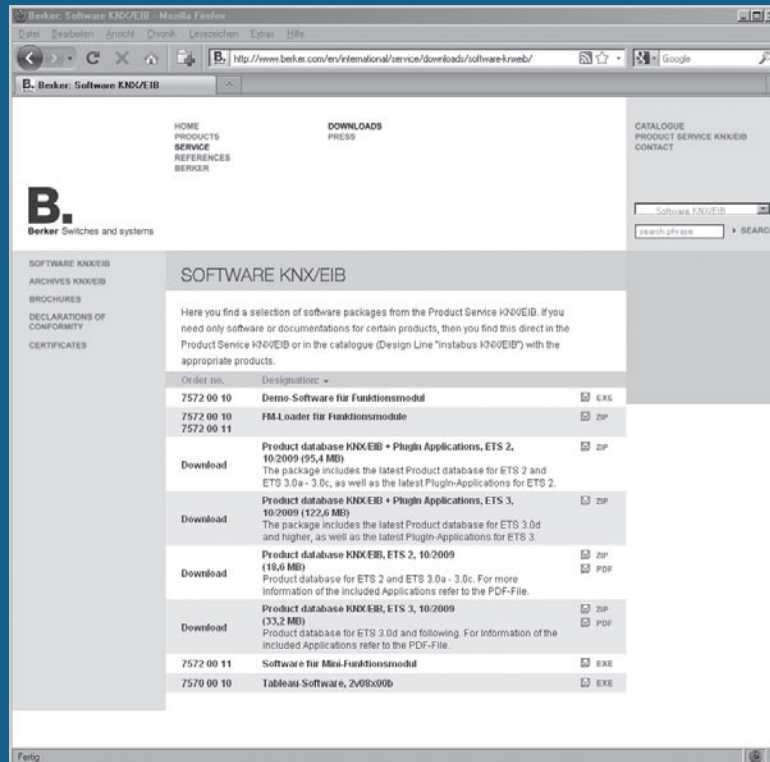 Berker: Software KNX/EIB - Mozilla Firefox
Datei Bearbeiten Ansicht Chronik Lesezeichen Extras Hilfe
http://www.berker.com/en/international/service/downloads/software-knxeib/
Google
Berker: Software KNX/EIB
HOME
PRODUCTS
SERVICE
REFERENCES
BERKER
DOWNLOADS
PRESS
CATALOGUE
PRODUCT SERVICE KNX/EIB
CONTACT
B.
Berker Switches and systems
Software KNX/EIB
search phrase SEARC
SOFTWARE KNX/EIB
ARCHIVES KNX/EIB
BROCHURES
DECLARATIONS OF
CONFORMITY
CERTIFICATES
SOFTWARE KNX/EIB
Here you find a selection of software packages from the Product Service KNX/EIB. If you
need only software or documentations for certain products, then you find this direct in the
Product Service KNX/EIB or in the catalogue (Design Line "instabus KNX/EIB") with the
appropriate products.
Order no. Designation:
7572 00 10 Demo-Software für Funktionsmodul EXE
7572 00 10 FM-Loader für Funktionsmodule ZIP
7572 00 11
Product database KNX/EIB + PlugIn Applications, ETS 2, ZIP
10/2009 (95,4 MB)
Download The package includes the latest Product database for ETS 2 and
ETS 3.0a - 3.0c, as well as the latest PlugIn-Applications for ETS 2.
Product database KNX/EIB + PlugIn Applications, ETS 3, ZIP
10/2009 (122,6 MB)
Download The package includes the latest Product database for ETS 3.0d
and higher, as well as the latest PlugIn-Applications for ETS 3.
Product database KNX/EIB, ETS 2, 10/2009 ZIP
(18,6 MB) PDF
Download Product database for ETS 2 and ETS 3.0a - 3.0c. For more
Information of the included Applications refer to the PDF-File.
Product database KNX/EIB, ETS 3, 10/2009 ZIP
(33,2 MB) PDF
Download Product database for ETS 3.0d and following. For Information of the
included Applications refer to the PDF-File.
7572 00 11 Software für Mini-Funktionsmodul EXE
7570 00 10 Tableau-Software, 2v08x00b EXE
Fertig